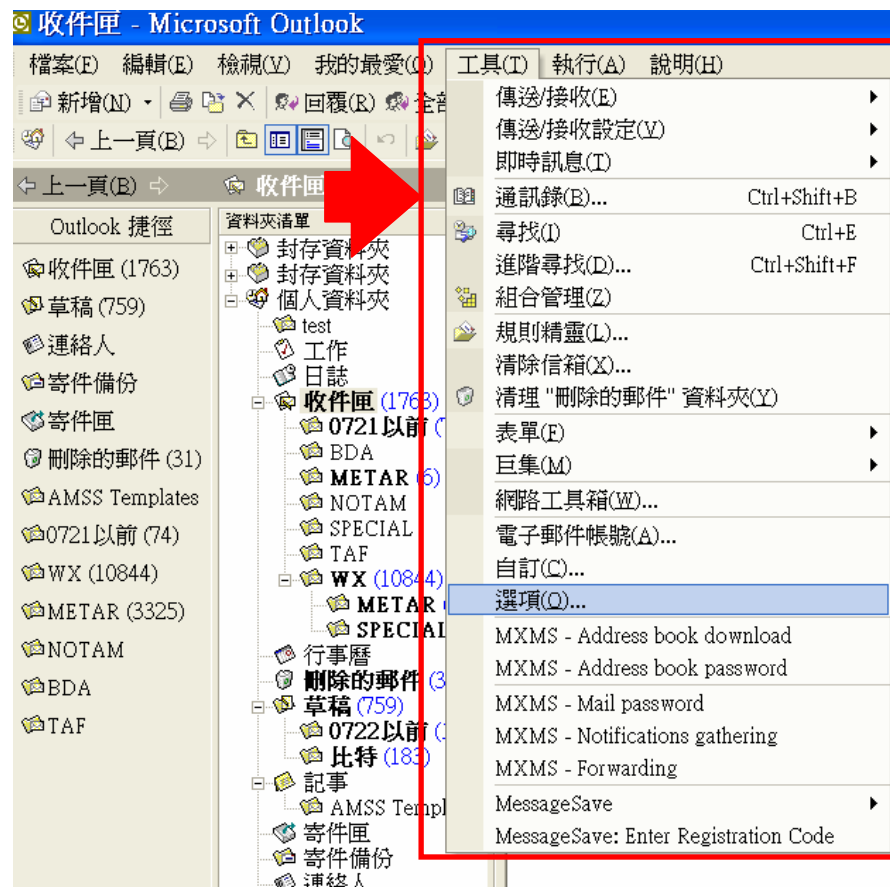 收件匣 - Microsoft Outlook
檔案(F) 編輯(E) 檢視(V) 我的最愛(O) 工具(T) 執行(A) 說明(H)
新增(N) 回覆(R)
上一頁(B)
上一頁(B) 收件匣
Outlook 捷徑
收件匣 (1763)
草稿 (759)
連絡人
寄件備份
寄件匣
刪除的郵件 (31)
AMSS Templates
0721以前 (74)
WX (10844)
METAR (3325)
NOTAM
BDA
TAF
資料夾清單
封存資料夾
封存資料夾
個人資料夾
test
工作
日誌
收件匣 (1763)
0721以前 (
BDA
METAR (6)
NOTAM
SPECIAL
TAF
WX (10844)
METAR
SPECIAL
行事曆
刪除的郵件 (3
草稿 (759)
0722以前 (
比特 (183)
記事
AMSS Templ
寄件匣
寄件備份
連絡人
傳送/接收(E)
傳送/接收設定(V)
即時訊息(T)
通訊錄(B)... Ctrl+Shift+B
尋找(I) Ctrl+E
進階尋找(D)... Ctrl+Shift+F
組合管理(Z)
規則精靈(L)...
清除信箱(X)...
清理 "刪除的郵件" 資料夾(Y)
表單(F)
巨集(M)
網路工具箱(W)...
電子郵件帳號(A)...
自訂(C)...
選項(O)...
MXMS - Address book download
MXMS - Address book password
MXMS - Mail password
MXMS - Notifications gathering
MXMS - Forwarding
MessageSave
MessageSave: Enter Registration Code